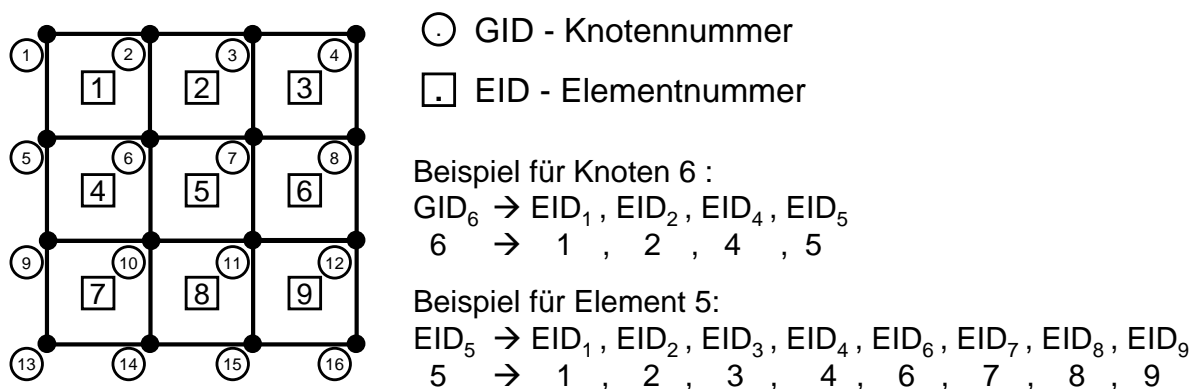 1 2 3 4
1 2 3
5 6 7 8
4 5 6
9 10 11 12
7 8 9
13 14 15 16
. GID - Knotennummer
. EID - Elementnummer
Beispiel für Knoten 6 :
GID₆ → EID₁ , EID₂ , EID₄ , EID₅
6 → 1 , 2 , 4 , 5
Beispiel für Element 5:
EID₅ → EID₁ , EID₂ , EID₃ , EID₄ , EID₆ , EID₇ , EID₈ , EID₉
5 → 1 , 2 , 3 , 4 , 6 , 7 , 8 , 9